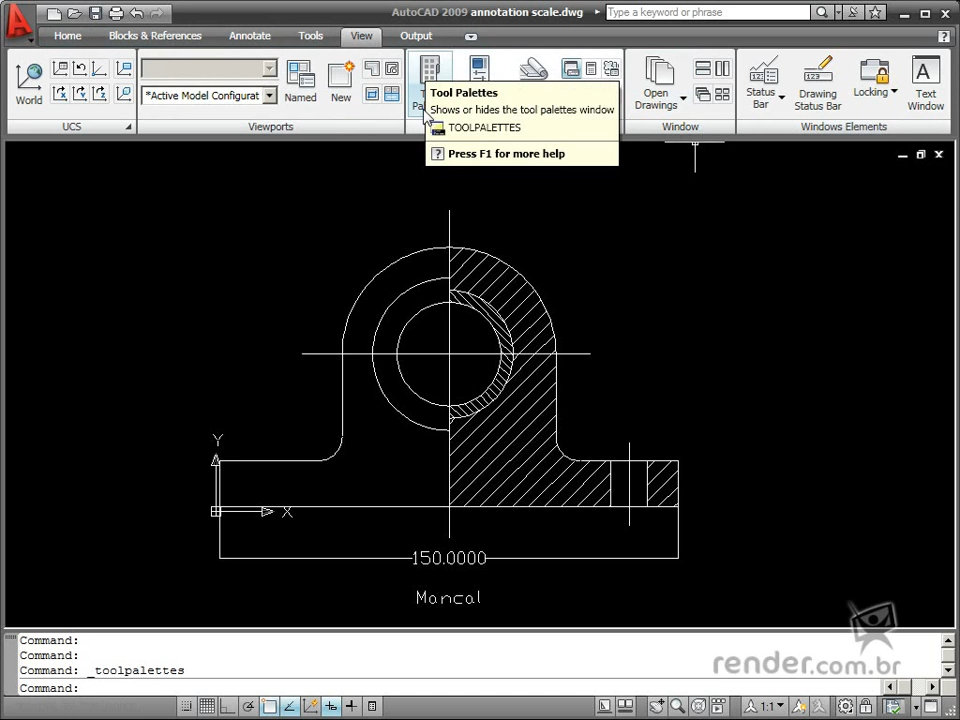 AutoCAD 2009 annotation scale.dwg
Type a keyword or phrase
Home
Blocks & References
Annotate
Tools
View
Output
World
*Active Model Configurat
Named
New
UCS
Viewports
Tool Palettes
Shows or hides the tool palettes window
TOOLPALETTES
Press F1 for more help
Open
Drawings
Window
Status
Bar
Drawing
Status Bar
Locking
Text
Window
Windows Elements
Y
X
150.0000
Mancal
Command:
Command:
Command: _toolpalettes
Command:
render.com.br
1:1